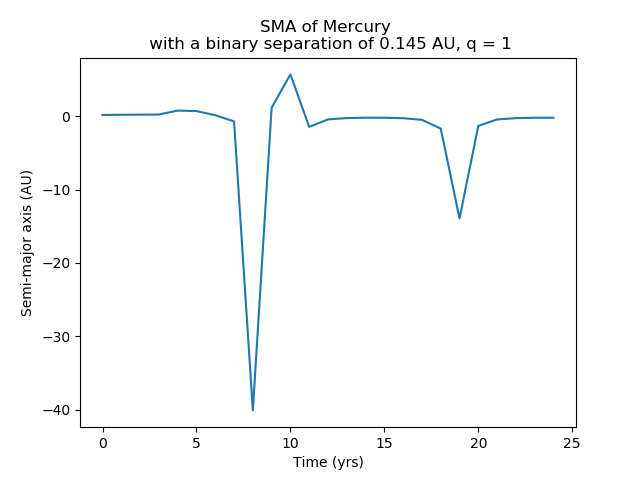 SMA of Mercury
with a binary separation of 0.145 AU, q = 1
Semi-major axis (AU)
0
−10
−20
−30
−40
0 5 10 15 20 25
Time (yrs)